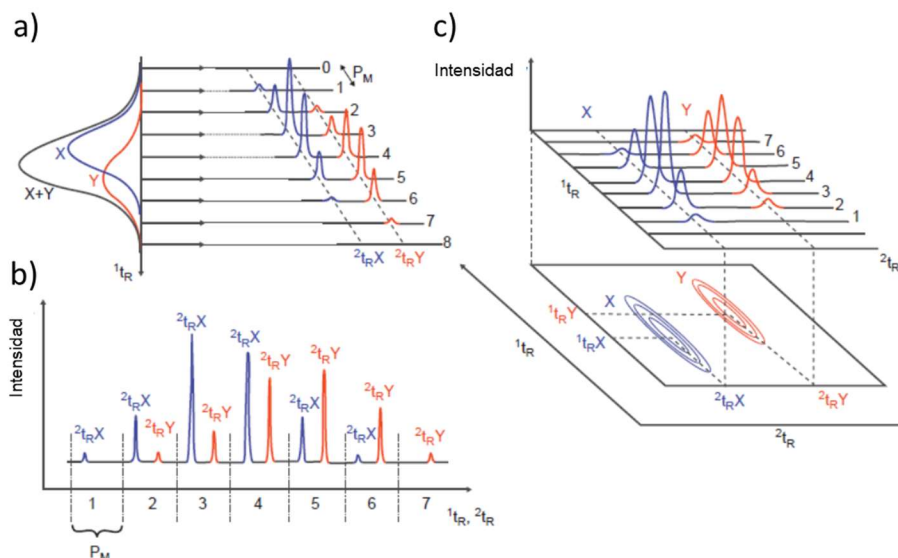 a)
0
P_M
1
2
3
4
5
6
7
8
X
Y
X+Y
¹t_R
²t_RX
²t_RY
b)
Intensidad
²t_RX
²t_RX ²t_RY
²t_RX ²t_RY
²t_RX ²t_RY
²t_RX ²t_RY
²t_RX ²t_RY
²t_RY
1 2 3 4 5 6 7
¹t_R, ²t_R
P_M
c)
Intensidad
X Y
7
6
5
4
3
2
1
¹t_R
²t_R
X Y
¹t_RY
¹t_RX
¹t_R
²t_RX ²t_RY
²t_R